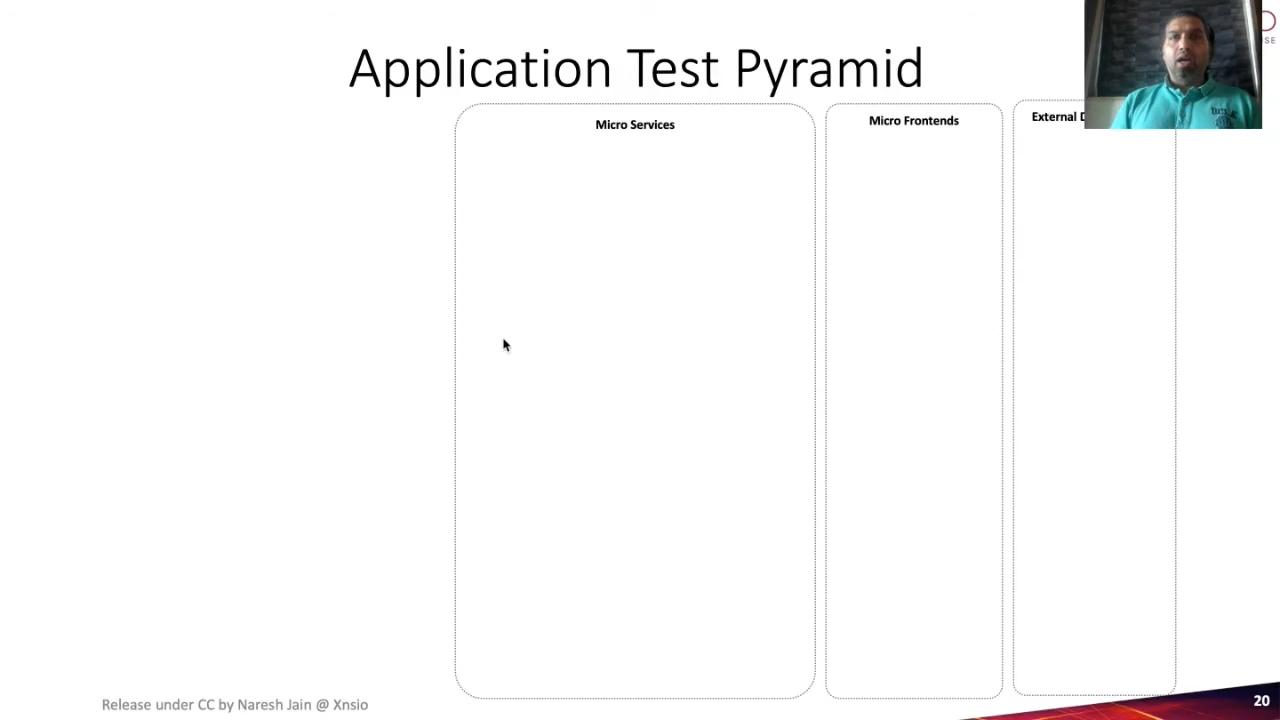 Application Test Pyramid
Micro Services
Micro Frontends
External
Release under CC by Naresh Jain @ Xnsio
20